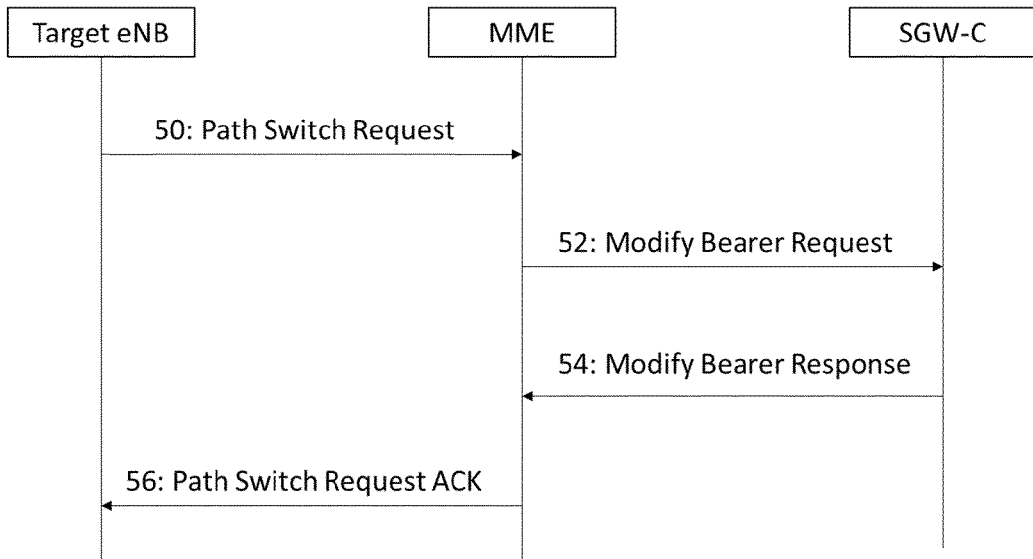 Target eNB
MME
SGW-C
50: Path Switch Request
52: Modify Bearer Request
54: Modify Bearer Response
56: Path Switch Request ACK